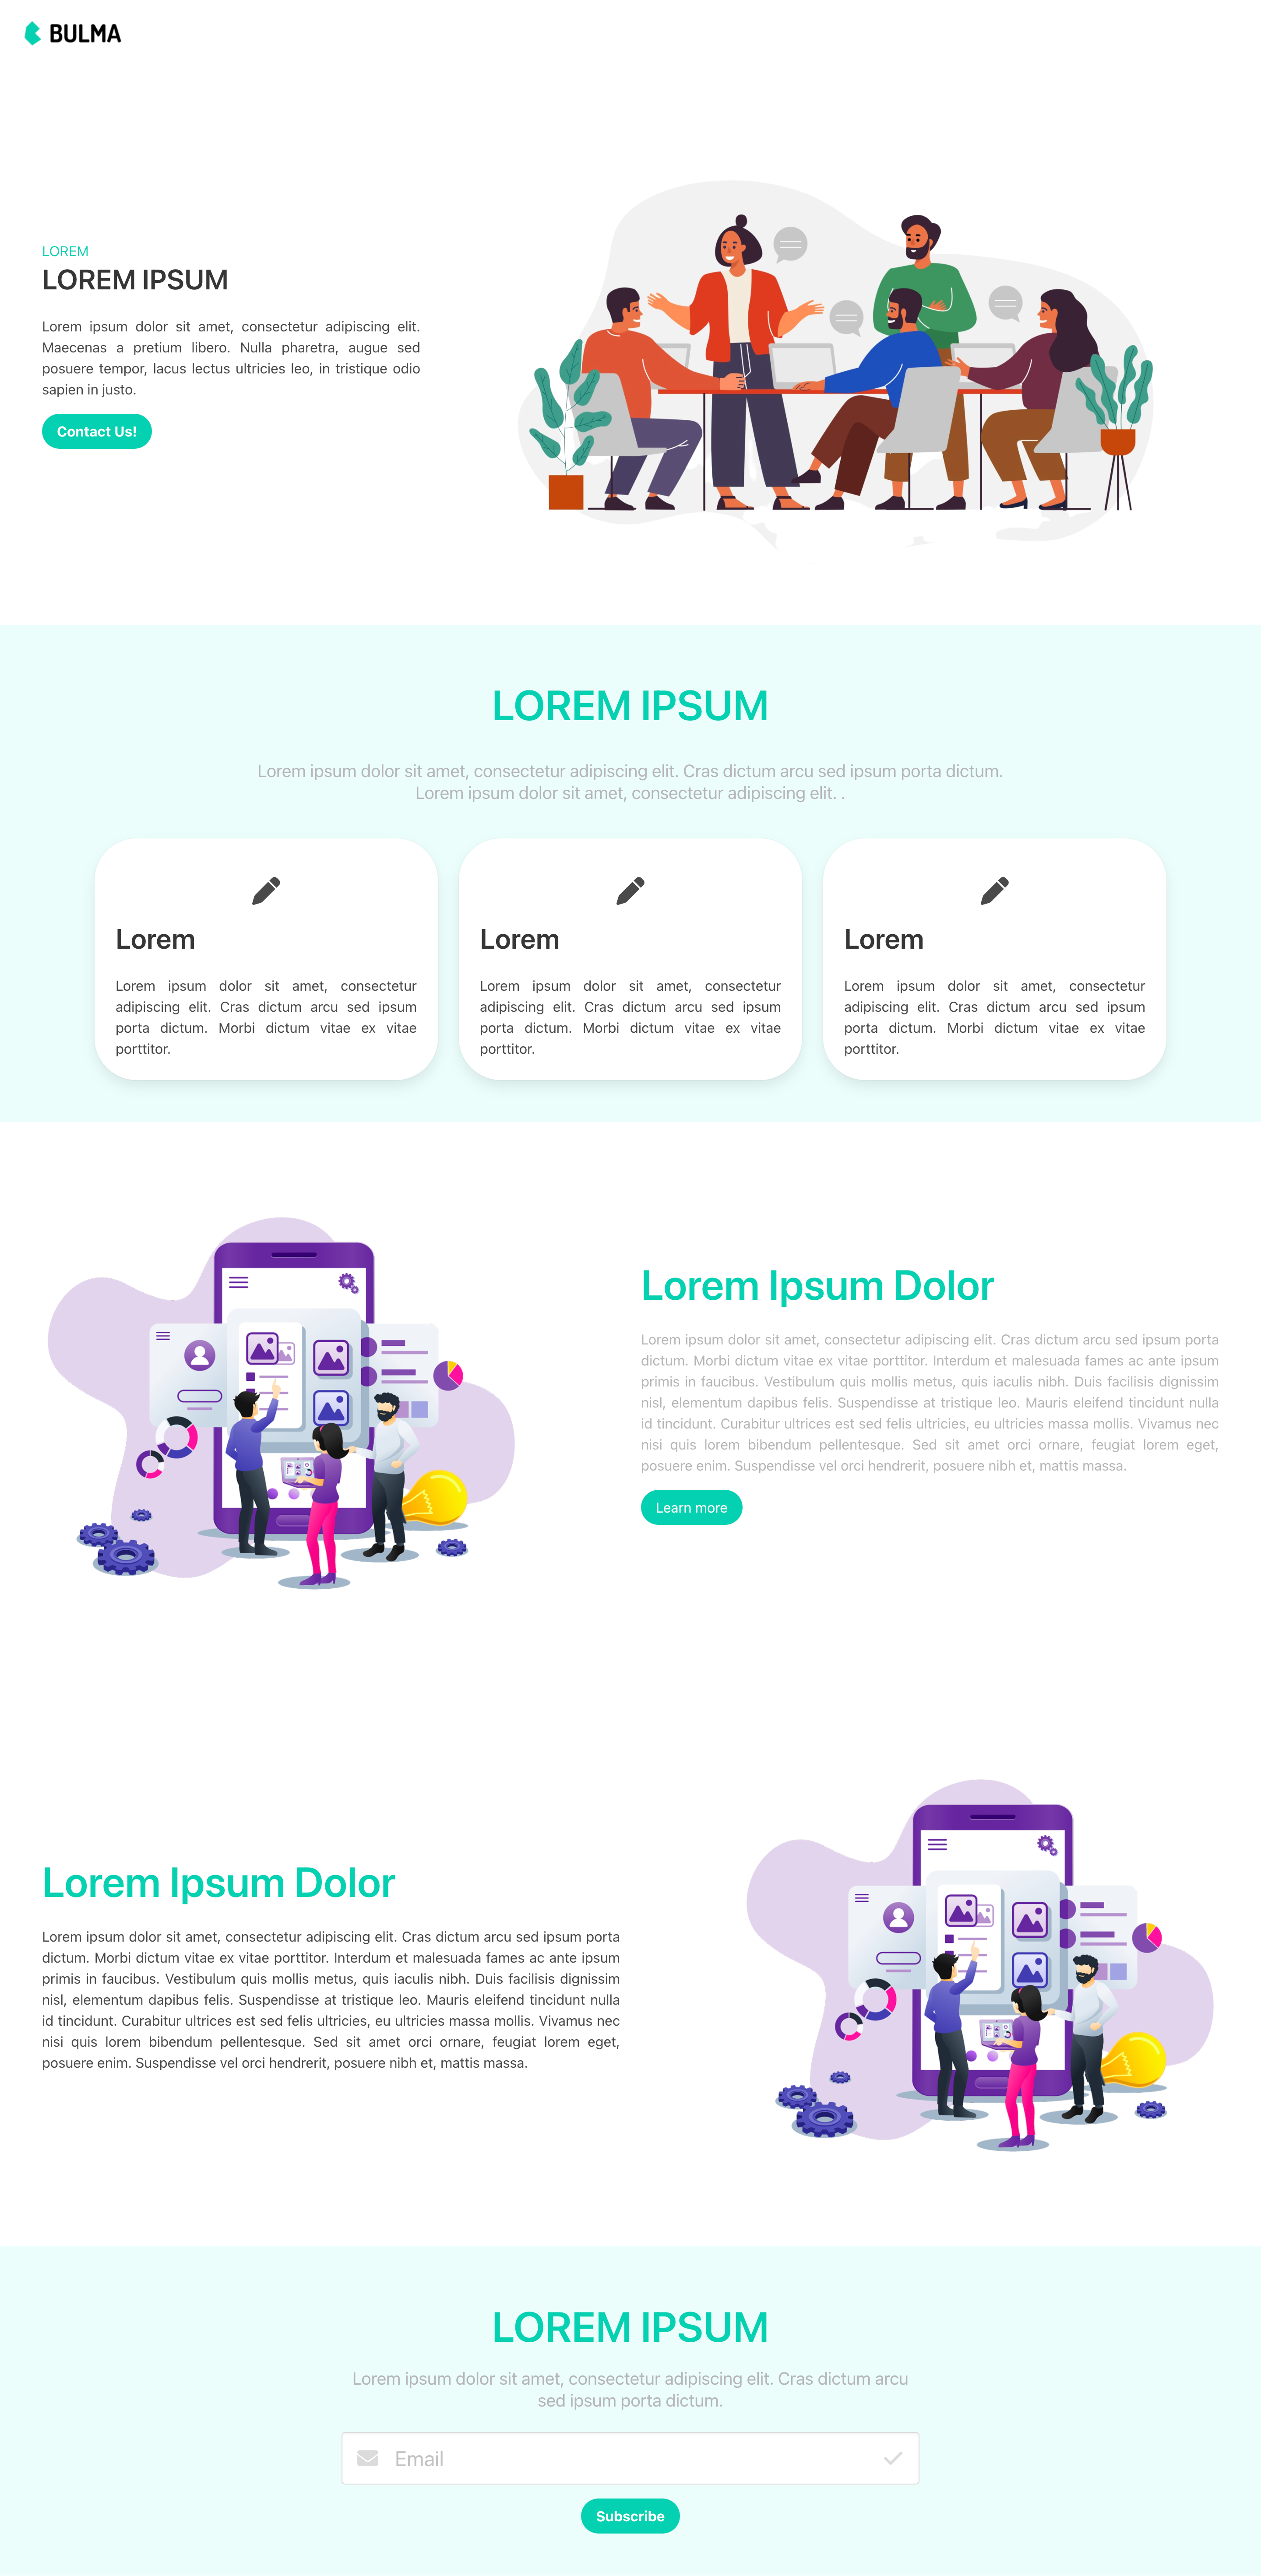 BULMA
LOREM
LOREM IPSUM
Lorem ipsum dolor sit amet, consectetur adipiscing elit.
Maecenas a pretium libero. Nulla pharetra, augue sed
posuere tempor, lacus lectus ultricies leo, in tristique odio
sapien in justo.
Contact Us!
LOREM IPSUM
Lorem ipsum dolor sit amet, consectetur adipiscing elit. Cras dictum arcu sed ipsum porta dictum.
Lorem ipsum dolor sit amet, consectetur adipiscing elit. .
Lorem
Lorem ipsum dolor sit amet, consectetur
adipiscing elit. Cras dictum arcu sed ipsum
porta dictum. Morbi dictum vitae ex vitae
porttitor.
Lorem
Lorem ipsum dolor sit amet, consectetur
adipiscing elit. Cras dictum arcu sed ipsum
porta dictum. Morbi dictum vitae ex vitae
porttitor.
Lorem
Lorem ipsum dolor sit amet, consectetur
adipiscing elit. Cras dictum arcu sed ipsum
porta dictum. Morbi dictum vitae ex vitae
porttitor.
Lorem Ipsum Dolor
Lorem ipsum dolor sit amet, consectetur adipiscing elit. Cras dictum arcu sed ipsum porta
dictum. Morbi dictum vitae ex vitae porttitor. Interdum et malesuada fames ac ante ipsum
primis in faucibus. Vestibulum quis mollis metus, quis iaculis nibh. Duis facilisis dignissim
nisl, elementum dapibus felis. Suspendisse at tristique leo. Mauris eleifend tincidunt nulla
id tincidunt. Curabitur ultrices est sed felis ultricies, eu ultricies massa mollis. Vivamus nec
nisi quis lorem bibendum pellentesque. Sed sit amet orci ornare, feugiat lorem eget,
posuere enim. Suspendisse vel orci hendrerit, posuere nibh et, mattis massa.
Learn more
Lorem Ipsum Dolor
Lorem ipsum dolor sit amet, consectetur adipiscing elit. Cras dictum arcu sed ipsum porta
dictum. Morbi dictum vitae ex vitae porttitor. Interdum et malesuada fames ac ante ipsum
primis in faucibus. Vestibulum quis mollis metus, quis iaculis nibh. Duis facilisis dignissim
nisl, elementum dapibus felis. Suspendisse at tristique leo. Mauris eleifend tincidunt nulla
id tincidunt. Curabitur ultrices est sed felis ultricies, eu ultricies massa mollis. Vivamus nec
nisi quis lorem bibendum pellentesque. Sed sit amet orci ornare, feugiat lorem eget,
posuere enim. Suspendisse vel orci hendrerit, posuere nibh et, mattis massa.
LOREM IPSUM
Lorem ipsum dolor sit amet, consectetur adipiscing elit. Cras dictum arcu
sed ipsum porta dictum.
Email
Subscribe